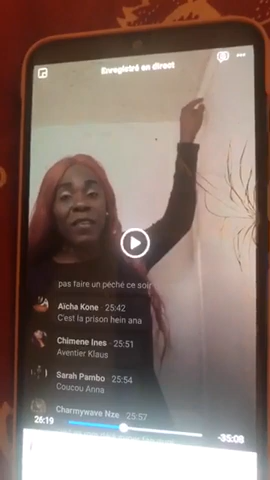 Enregistré en direct
pas faire un péché ce soir
Aïcha Kone · 25:42
C'est la prison hein ana
Chimene Ines · 25:51
Aventier Klaus
Sarah Pambo · 25:54
Coucou Anna
Charmywave Nze · 25:57
26:19
-35:08